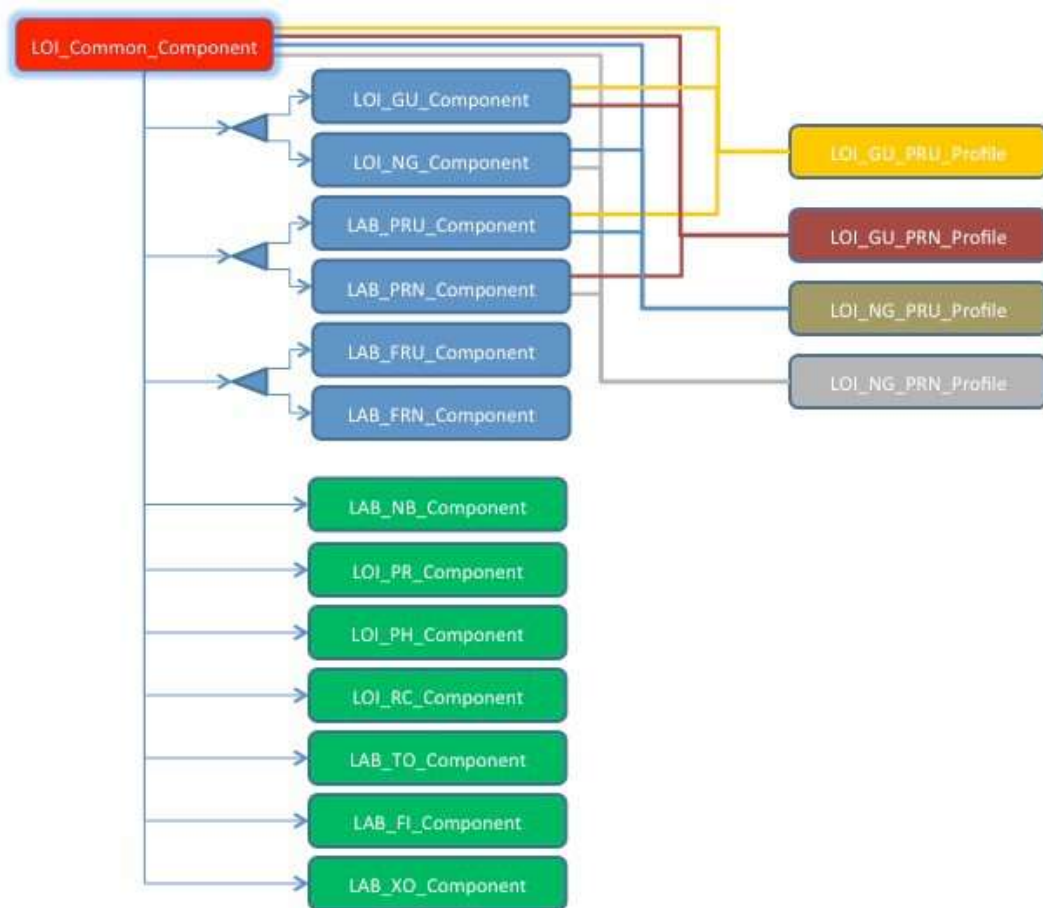 LOI_Common_Component
LOI_GU_Component
LOI_NG_Component
LAB_PRU_Component
LAB_PRN_Component
LAB_FRU_Component
LAB_FRN_Component
LAB_NB_Component
LOI_PR_Component
LOI_PH_Component
LOI_RC_Component
LAB_TO_Component
LAB_FI_Component
LAB_XO_Component
LOI_GU_PRU_Profile
LOI_GU_PRN_Profile
LOI_NG_PRU_Profile
LOI_NG_PRN_Profile